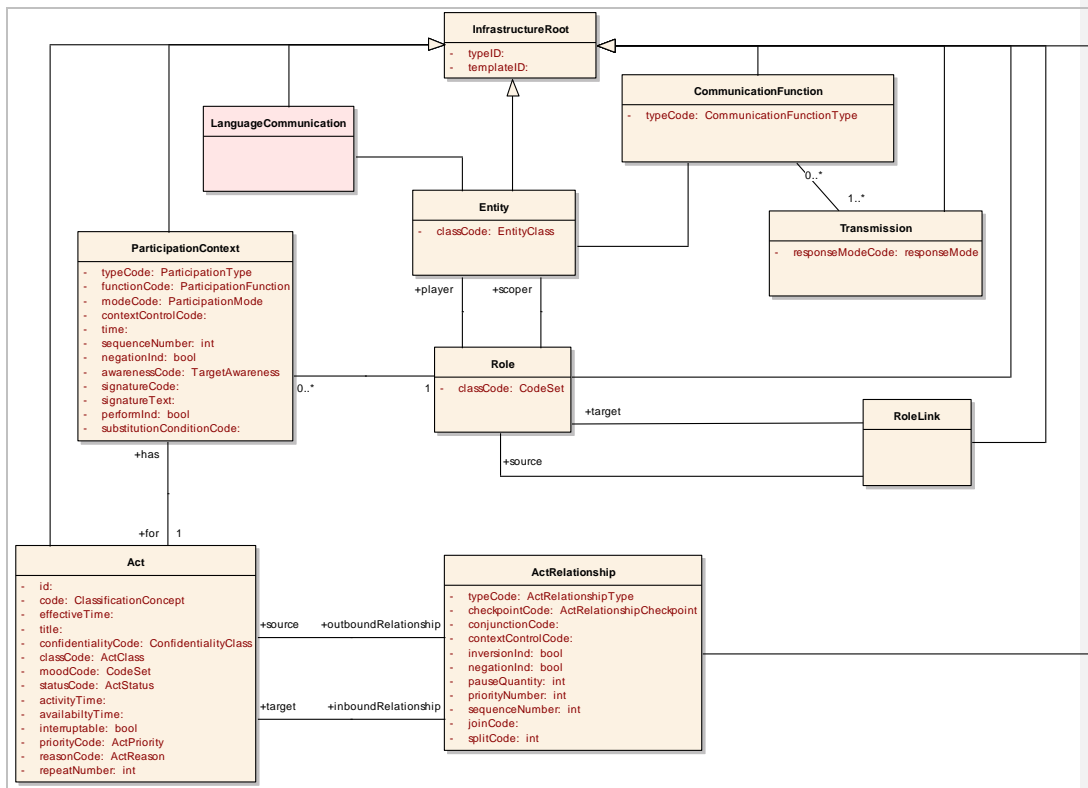 InfrastructureRoot
- typeID:
- templateID:
CommunicationFunction
- typeCode: CommunicationFunctionType
LanguageCommunication
0..*
1..*
Entity
- classCode: EntityClass
Transmission
- responseModeCode: responseMode
ParticipationContext
- typeCode: ParticipationType
- functionCode: ParticipationFunction
- modeCode: ParticipationMode
- contextControlCode:
- time:
- sequenceNumber: int
- negationInd: bool
- awarenessCode: TargetAwareness
- signatureCode:
- signatureText:
- performInd: bool
- substitutionConditionCode:
+player
+scoper
Role
- classCode: CodeSet
0..*
1
+target
+source
RoleLink
+has
+for
1
Act
- id:
- code: ClassificationConcept
- effectiveTime:
- title:
- confidentialityCode: ConfidentialityClass
- classCode: ActClass
- moodCode: CodeSet
- statusCode: ActStatus
- activityTime:
- availabiltyTime:
- interruptable: bool
- priorityCode: ActPriority
- reasonCode: ActReason
- repeatNumber: int
+source
+outboundRelationship
+target
+inboundRelationship
ActRelationship
- typeCode: ActRelationshipType
- checkpointCode: ActRelationshipCheckpoint
- conjunctionCode:
- contextControlCode:
- inversionInd: bool
- negationInd: bool
- pauseQuantity: int
- priorityNumber: int
- sequenceNumber: int
- joinCode:
- splitCode: int